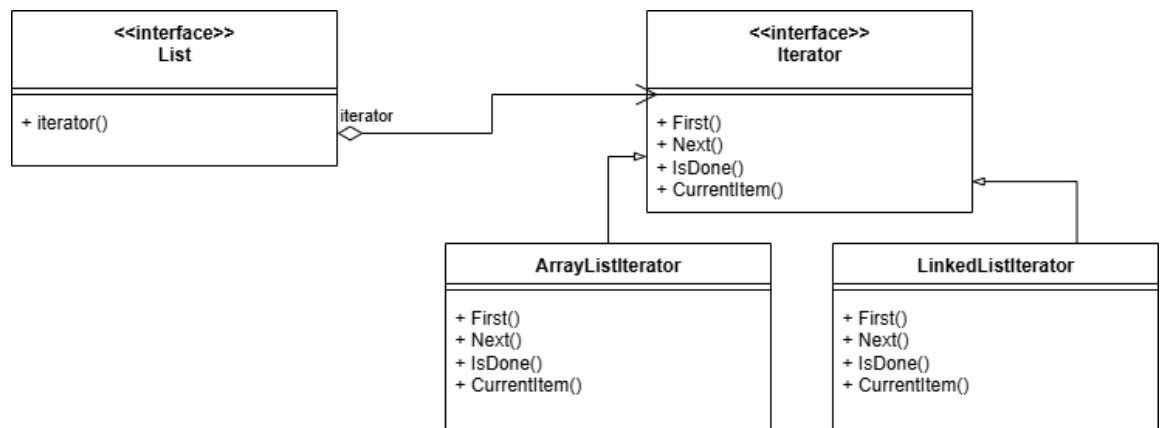 <<interface>>
List
+ iterator()
iterator
<<interface>>
Iterator
+ First()
+ Next()
+ IsDone()
+ CurrentItem()
ArrayListIterator
+ First()
+ Next()
+ IsDone()
+ CurrentItem()
LinkedListIterator
+ First()
+ Next()
+ IsDone()
+ CurrentItem()